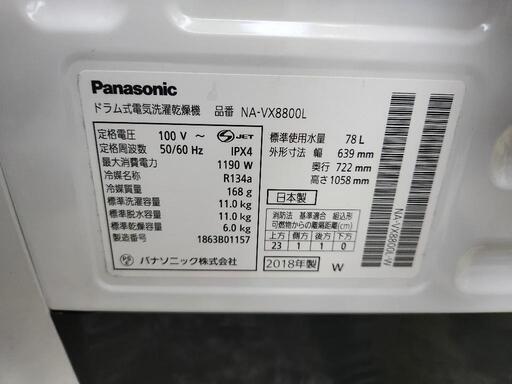 Panasonic
ドラム式電気洗濯乾燥機 品番 NA-VX8800L
定格電圧 100 V ～ JET
定格周波数 50/60 Hz IPX4
最大消費電力 1190 W
冷媒名称 R134a
冷媒質量 168 g
標準洗濯容量 11.0 kg
標準脱水容量 11.0 kg
標準乾燥容量 6.0 kg
製造番号 1863B01157
PSE パナソニック株式会社
標準使用水量 78 L
外形寸法 幅 639 mm
奥行 722 mm
高さ 1058 mm
日本製
消防法 基準適合 組込形
可燃物からの離隔距離(cm)
上方 側方 後方 下方
23 1 1 0
2018年製 W
NA-VX8800L-W